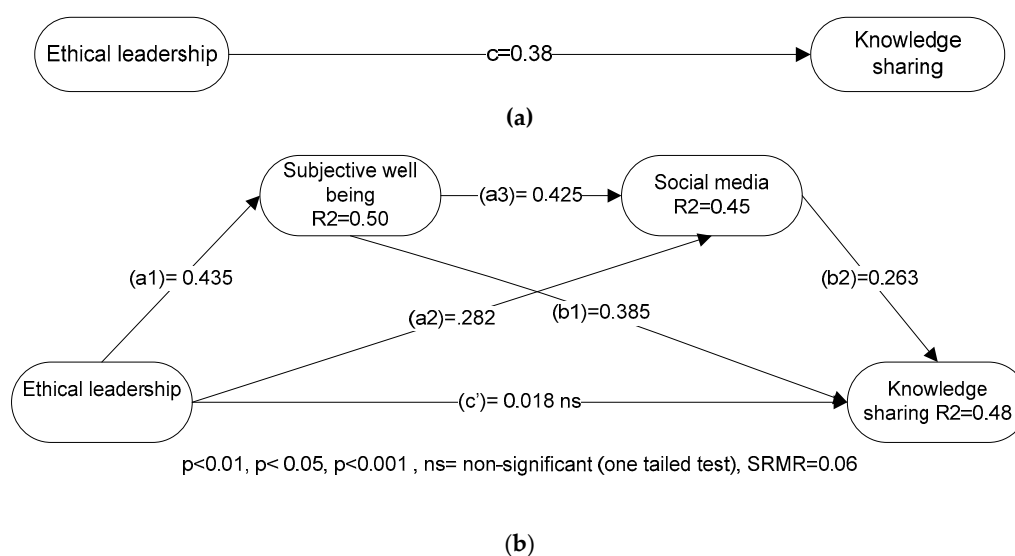 Ethical leadership
c=0.38
Knowledge
sharing
(a)
Subjective well
being
R2=0.50
(a3)= 0.425
Social media
R2=0.45
(a1)= 0.435
(a2)=.282
(b1)=0.385
(b2)=0.263
Ethical leadership
(c')= 0.018 ns
Knowledge
sharing R2=0.48
p<0.01, p< 0.05, p<0.001 , ns= non-significant (one tailed test), SRMR=0.06
(b)